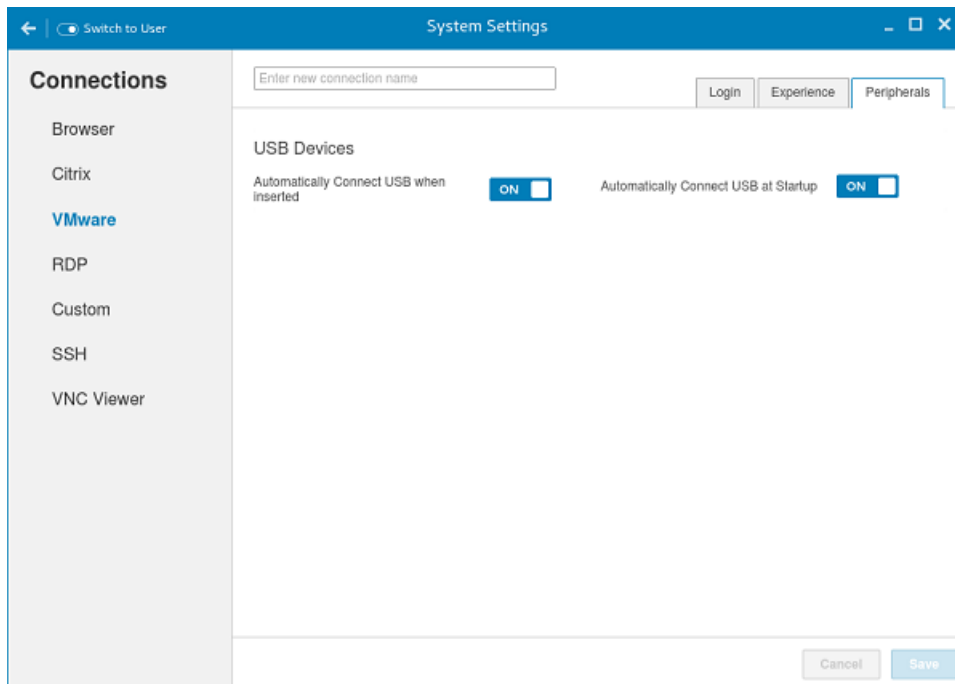 Switch to User
System Settings
Connections
Browser
Citrix
VMware
RDP
Custom
SSH
VNC Viewer
Enter new connection name
Login
Experience
Peripherals
USB Devices
Automatically Connect USB when
inserted
ON
Automatically Connect USB at Startup
ON
Cancel
Save